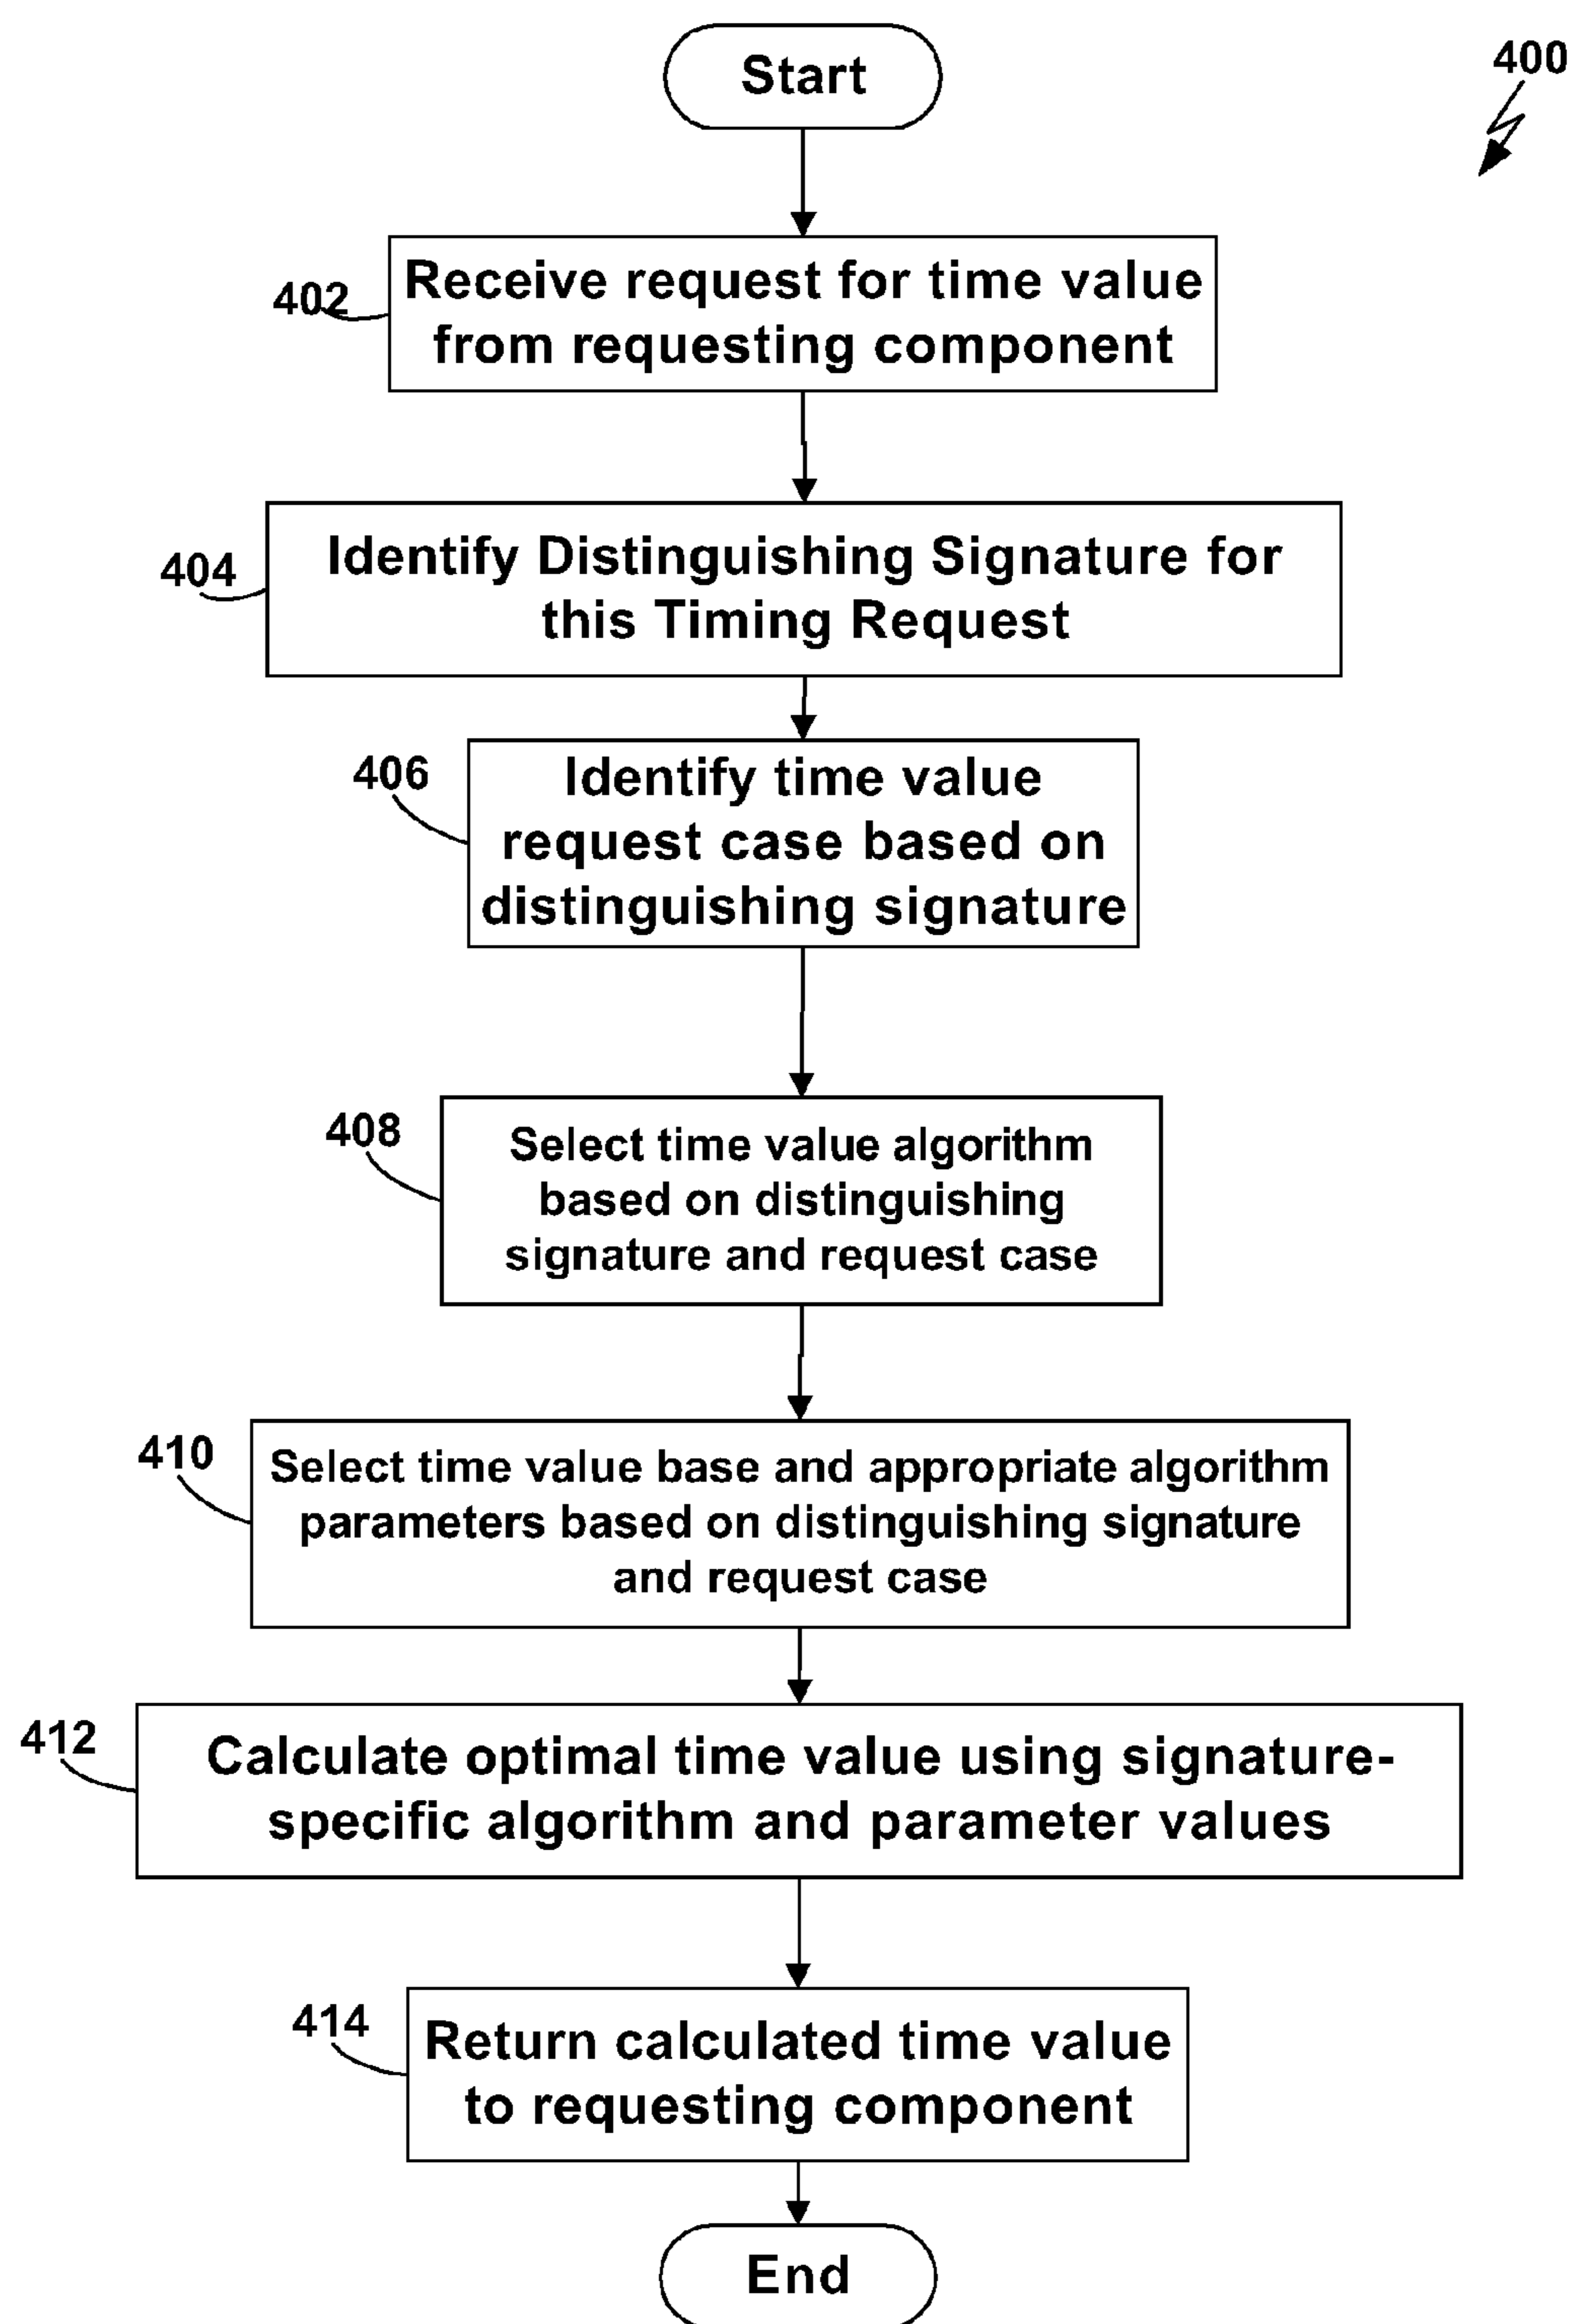 Start
400
402
Receive request for time value
from requesting component
404
Identify Distinguishing Signature for
this Timing Request
406
Identify time value
request case based on
distinguishing signature
408
Select time value algorithm
based on distinguishing
signature and request case
410
Select time value base and appropriate algorithm
parameters based on distinguishing signature
and request case
412
Calculate optimal time value using signature-
specific algorithm and parameter values
414
Return calculated time value
to requesting component
End